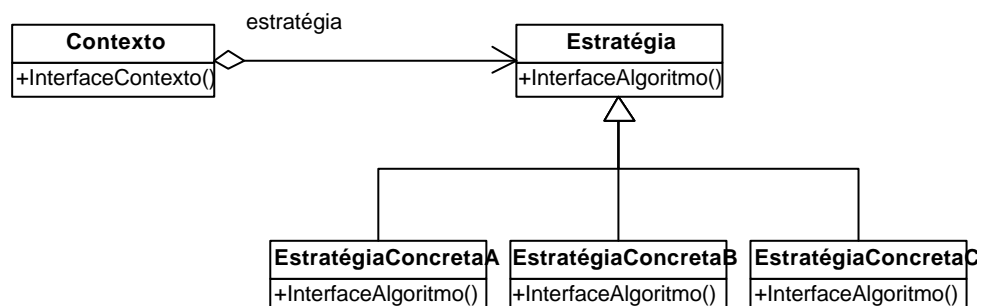 estratégia
Contexto
Estratégia
+InterfaceContexto()
+InterfaceAlgoritmo()
EstratégiaConcretaA
EstratégiaConcretaB
EstratégiaConcretaC
+InterfaceAlgoritmo()
+InterfaceAlgoritmo()
+InterfaceAlgoritmo()